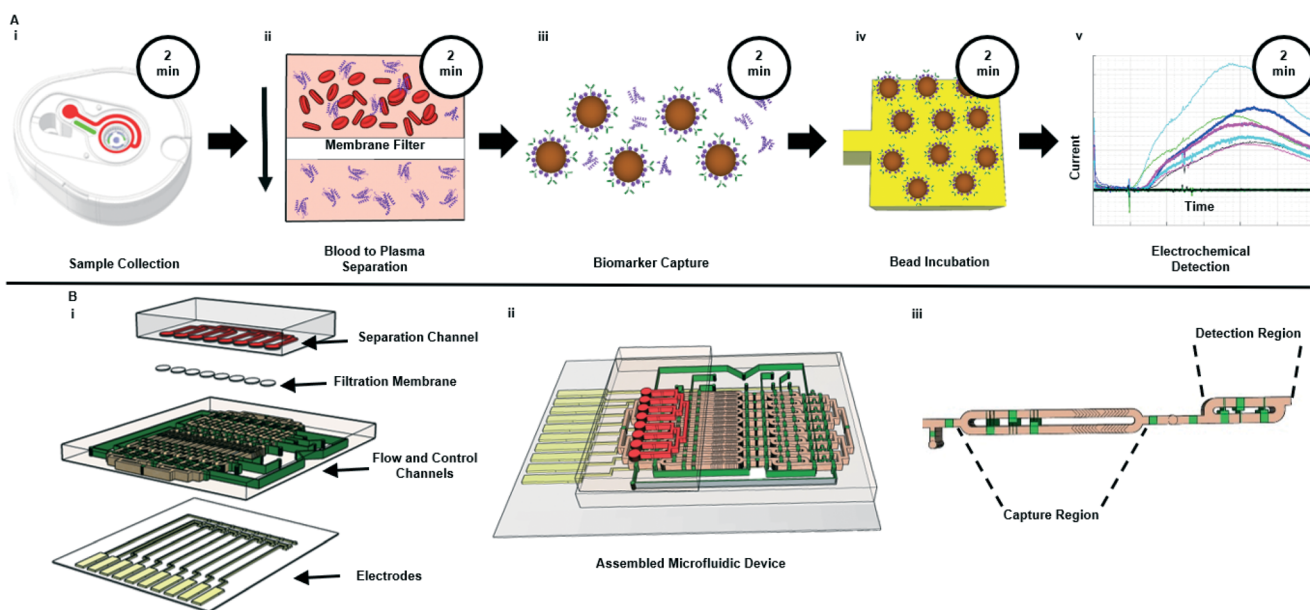 A
i
2
min
ii
2
min
iii
2
min
iv
2
min
v
2
min
Membrane Filter
Current
Time
Sample Collection
Blood to Plasma
Separation
Biomarker Capture
Bead Incubation
Electrochemical
Detection
B
i
Separation Channel
Filtration Membrane
Flow and Control
Channels
Electrodes
ii
Assembled Microfluidic Device
iii
Detection Region
Capture Region